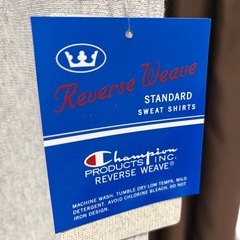 Reverse Weave
STANDARD
SWEAT SHIRTS
Champion
PRODUCTS INC.
REVERSE WEAVE®
MACHINE WASH. TUMBLE DRY LOW TEMPS. MILD
DETERGENT. AVOID CHLORINE BLEACH. DO NOT
IRON DESIGN.